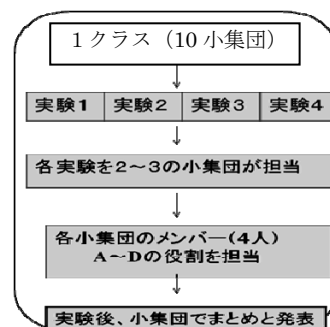 １クラス（10 小集団）
実験1 実験2 実験3 実験4
各実験を2～3の小集団が担当
各小集団のメンバー(4人)
A～Dの役割を担当
実験後、小集団でまとめと発表